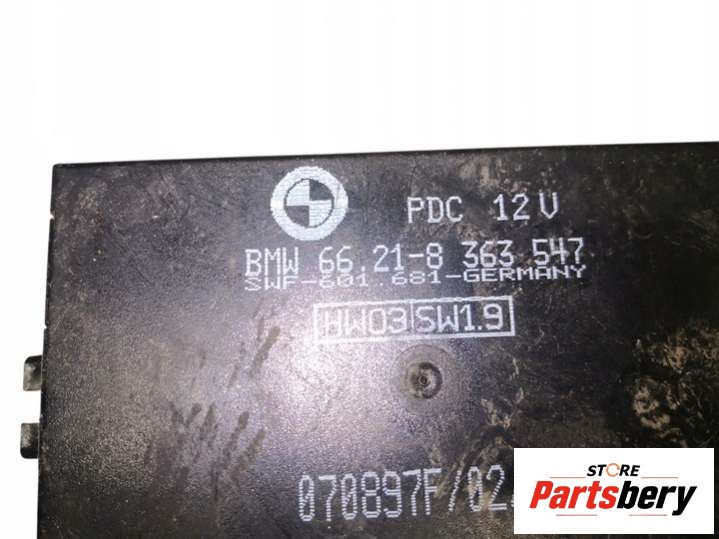 PDC 12V
BMW 66.21-8 363 547
SWF-601.681-GERMANY
HW03 SW1.9
070897F/02
STORE
Partsbery